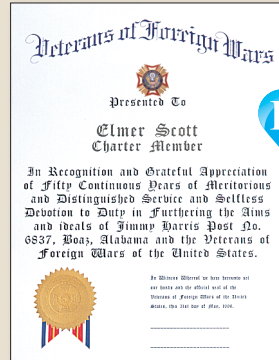 Veterans of Foreign Wars
Presented To
Elmer Scott
Charter Member
In Recognition and Grateful Appreciation
of Fifty Continuous Years of Meritorious
and Distinguished Service and Selfless
Devotion to Duty in Furthering the Aims
and ideals of Jimmy Harris Post No.
6837, Boaz, Alabama and the Veterans of
Foreign Wars of the United States.
In Witness Whereof we have hereunto set
our hands and the official seal of the
Veterans of Foreign Wars of the United
States, this 31st day of May, 1996.